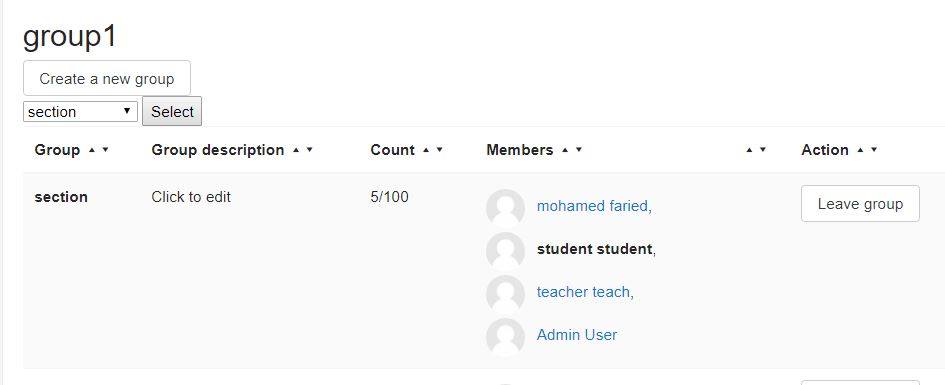 group1
Create a new group
section Select
Group Group description Count Members Action
section Click to edit 5/100 mohamed faried, Leave group
student student,
teacher teach,
Admin User